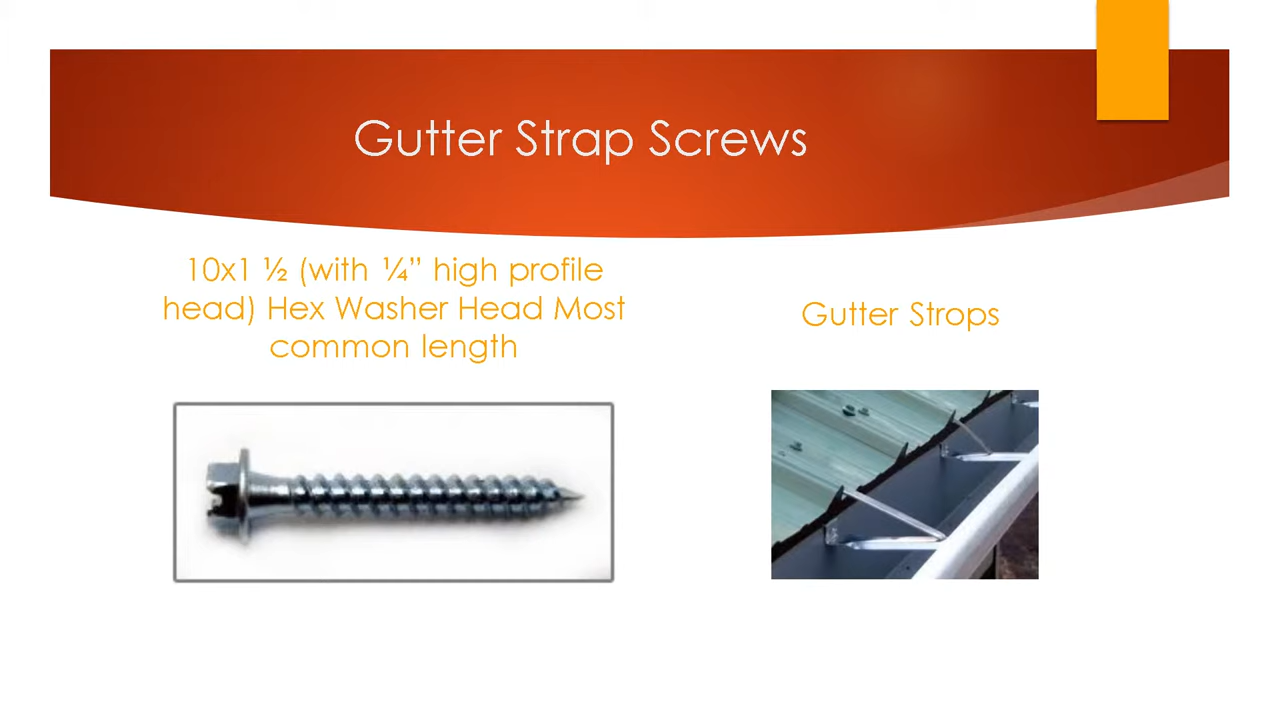 Gutter Strap Screws
10x1 ½ (with ¼” high profile
head) Hex Washer Head Most
common length
Gutter Strops